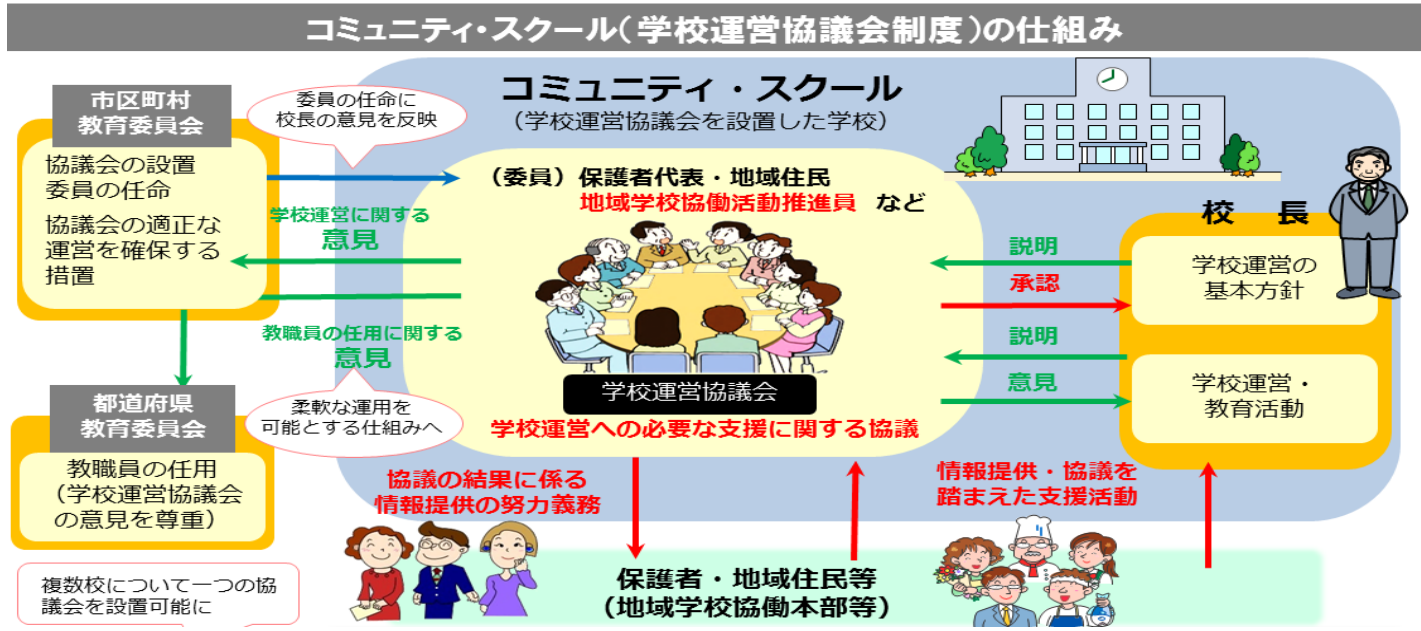 コミュニティ・スクール(学校運営協議会制度)の仕組み
市区町村
教育委員会
協議会の設置
委員の任命
協議会の適正な
運営を確保する
措置
委員の任命に
校長の意見を反映
コミュニティ・スクール
(学校運営協議会を設置した学校)
(委員)保護者代表・地域住民
地域学校協働活動推進員 など
学校運営に関する
意見
教職員の任用に関する
意見
柔軟な運用を
可能とする仕組みへ
都道府県
教育委員会
教職員の任用
(学校運営協議会
の意見を尊重)
学校運営協議会
学校運営への必要な支援に関する協議
校 長
説明
承認
学校運営の
基本方針
説明
意見
学校運営・
教育活動
協議の結果に係る
情報提供の努力義務
情報提供・協議を
踏まえた支援活動
保護者・地域住民等
(地域学校協働本部等)
複数校について一つの協
議会を設置可能に